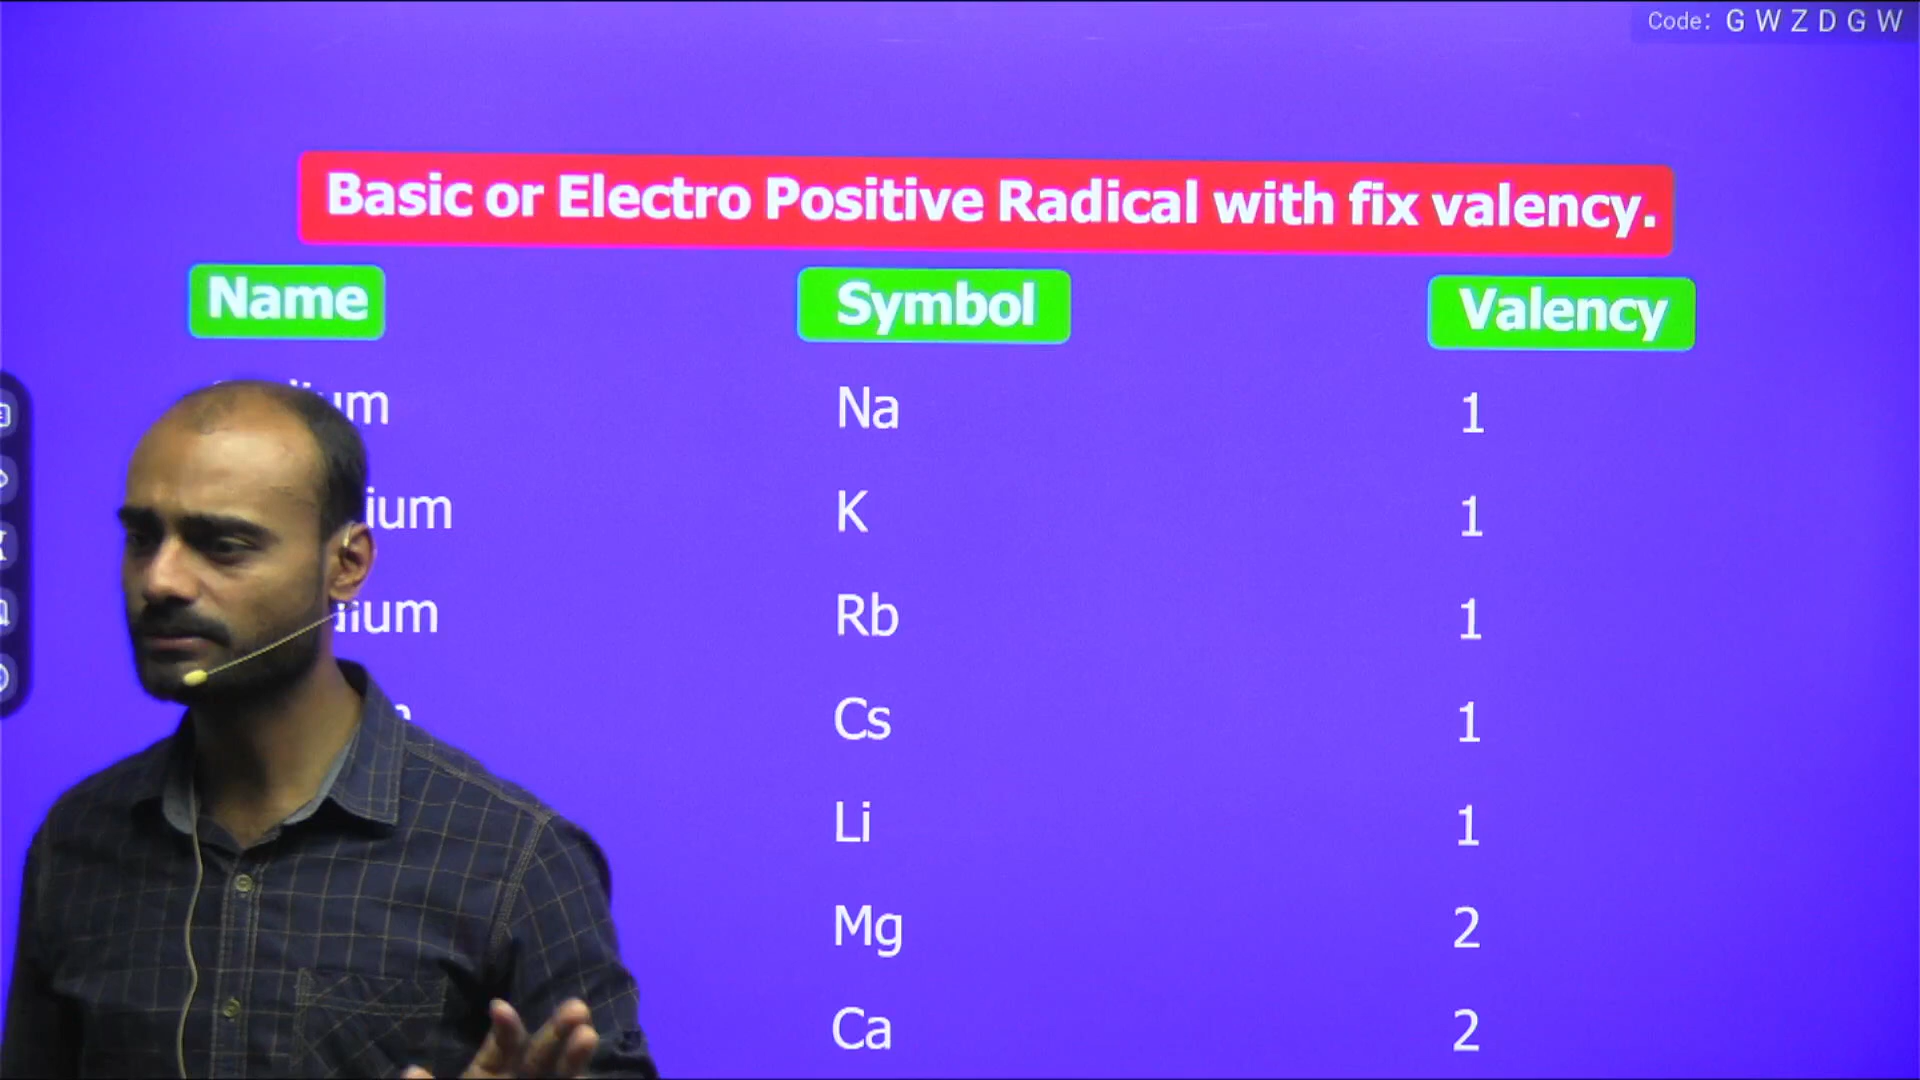 Code: G W Z D G W
Basic or Electro Positive Radical with fix valency.
Name Symbol Valency
Na 1
K 1
Rb 1
Cs 1
Li 1
Mg 2
Ca 2